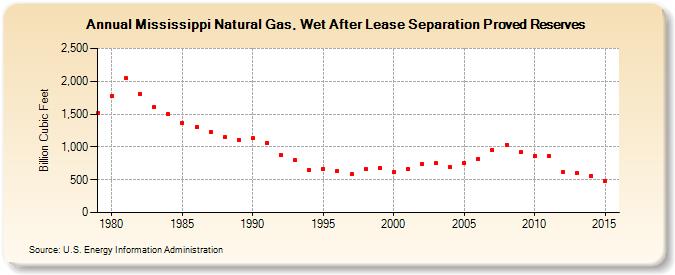 Annual Mississippi Natural Gas, Wet After Lease Separation Proved Reserves
Billion Cubic Feet
2,500
2,000
1,500
1,000
500
0
1980 1985 1990 1995 2000 2005 2010 2015
Source: U.S. Energy Information Administration